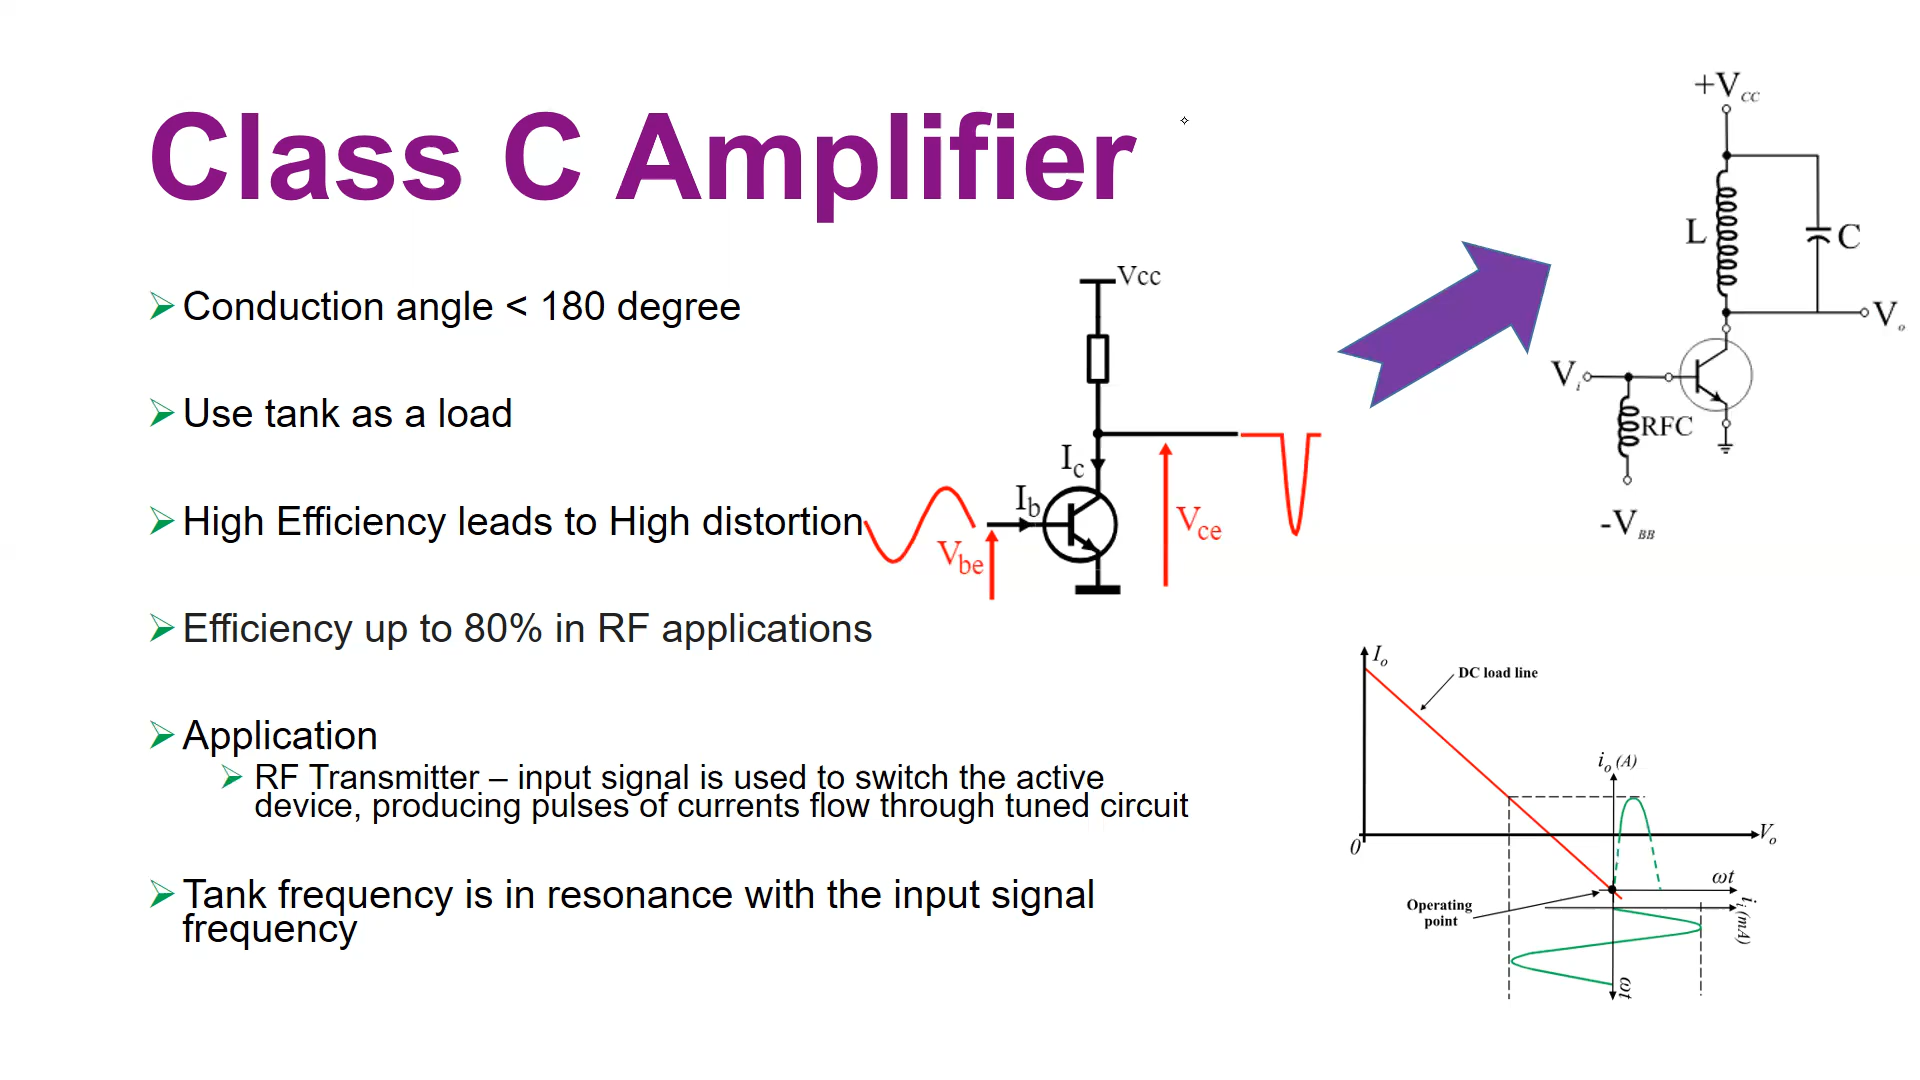 Class C Amplifier
➢ Conduction angle < 180 degree
➢ Use tank as a load
➢ High Efficiency leads to High distortion
➢ Efficiency up to 80% in RF applications
➢ Application
➢ RF Transmitter – input signal is used to switch the active
device, producing pulses of currents flow through tuned circuit
➢ Tank frequency is in resonance with the input signal
frequency
Vcc
Ic
Ib
Vbe
Vce
+VCC
L
C
Vo
Vi
RFC
-VBB
Io
DC load line
io (A)
Vo
0
ωt
Operating
point
ii (mA)
ωt